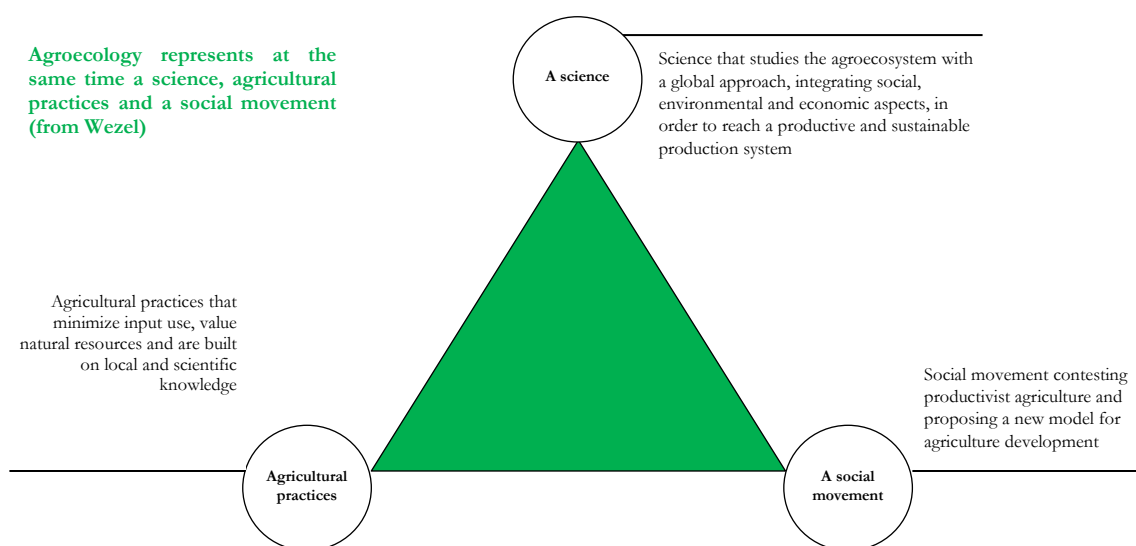 Agroecology represents at the
same time a science, agricultural
practices and a social movement
(from Wezel)
A science
Science that studies the agroecosystem with
a global approach, integrating social,
environmental and economic aspects, in
order to reach a productive and sustainable
production system
Agricultural practices that
minimize input use, value
natural resources and are built
on local and scientific
knowledge
Agricultural
practices
Social movement contesting
productivist agriculture and
proposing a new model for
agriculture development
A social
movement